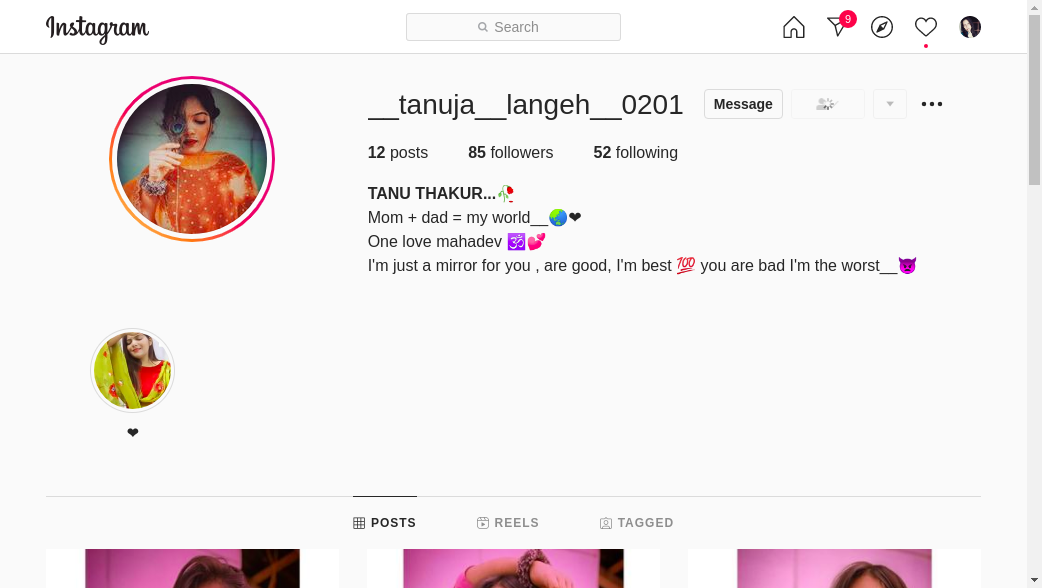 Instagram
Search
9
__tanuja__langeh__0201
Message
12 posts 85 followers 52 following
TANU THAKUR...🥀
Mom + dad = my world__🌏❤
One love mahadev 🕉💕
I'm just a mirror for you , are good, I'm best 💯 you are bad I'm the worst__👿
❤
POSTS REELS TAGGED